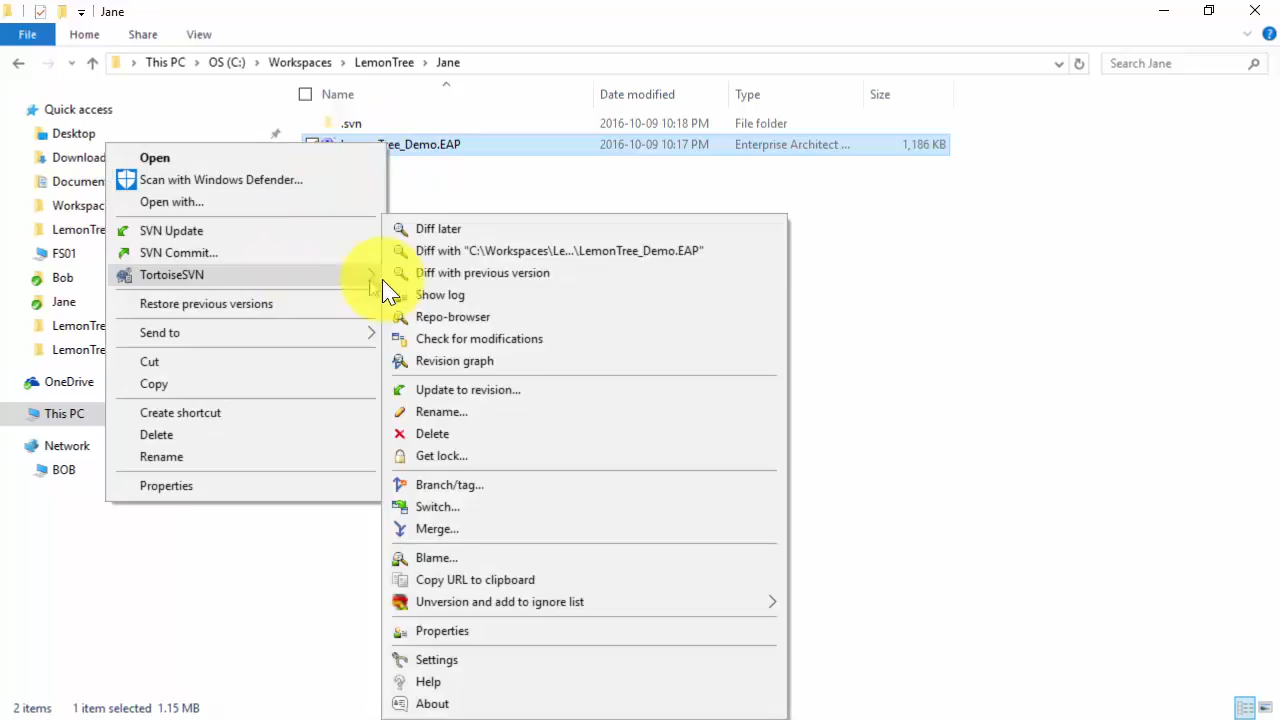 Jane
File Home Share View
This PC > OS (C:) > Workspaces > LemonTree > Jane
Search Jane
Name Date modified Type Size
Quick access
Desktop
Download
Documen
Workspac
LemonTre
FS01
Bob
Jane
LemonTre
LemonTre
OneDrive
This PC
Network
BOB
.svn 2016-10-09 10:18 PM File folder
Tree_Demo.EAP 2016-10-09 10:17 PM Enterprise Architect ... 1,186 KB
Open
Scan with Windows Defender...
Open with...
SVN Update
SVN Commit...
TortoiseSVN
Restore previous versions
Send to
Cut
Copy
Create shortcut
Delete
Rename
Properties
Diff later
Diff with "C:\Workspaces\Le...\LemonTree_Demo.EAP"
Diff with previous version
Show log
Repo-browser
Check for modifications
Revision graph
Update to revision...
Rename...
Delete
Get lock...
Branch/tag...
Switch...
Merge...
Blame...
Copy URL to clipboard
Unversion and add to ignore list
Properties
Settings
Help
About
2 items 1 item selected 1.15 MB